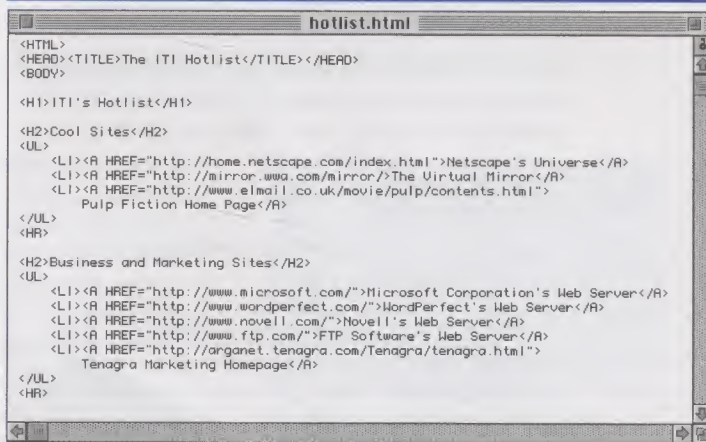 hotlist.html
<HTML>
<HEAD><TITLE>The ITI Hotlist</TITLE></HEAD>
<BODY>
<H1>ITI's Hotlist</H1>
<H2>Cool Sites</H2>
<UL>
<LI><A HREF="http://home.netscape.com/index.html">Netscape's Universe</A>
<LI><A HREF="http://mirror.wwa.com/mirror/>The Virtual Mirror</A>
<LI><A HREF="http://www.elmail.co.uk/movie/pulp/contents.html">
Pulp Fiction Home Page</A>
</UL>
<HR>
<H2>Business and Marketing Sites</H2>
<UL>
<LI><A HREF="http://www.microsoft.com/">Microsoft Corporation's Web Server</A>
<LI><A HREF="http://www.wordperfect.com/">WordPerfect's Web Server</A>
<LI><A HREF="http://www.novell.com/">Novell's Web Server</A>
<LI><A HREF="http://www.ftp.com/">FTP Software's Web Server</A>
<LI><A HREF="http://arganet.tenagra.com/Tenagra/tenagra.html">
Tenagra Marketing Homepage</A>
</UL>
<HR>